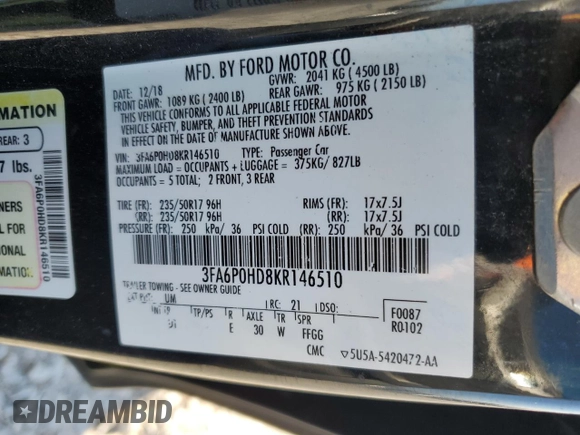 MFD. BY FORD MOTOR CO.
DATE: 12/18 GVWR: 2041 KG ( 4500 LB)
FRONT GAWR: 1089 KG ( 2400 LB) REAR GAWR: 975 KG ( 2150 LB)
THIS VEHICLE CONFORMS TO ALL APPLICABLE FEDERAL MOTOR
VEHICLE SAFETY, BUMPER, AND THEFT PREVENTION STANDARDS
IN EFFECT ON THE DATE OF MANUFACTURE SHOWN ABOVE.
VIN: 3FA6P0HD8KR146510 TYPE: Passenger Car
MAXIMUM LOAD = OCCUPANTS + LUGGAGE = 375KG/ 827LB
OCCUPANTS = 5 TOTAL; 2 FRONT, 3 REAR
TIRE (FR): 235/50R17 96H RIMS (FR): 17x7.5J
(RR): 235/50R17 96H (RR): 17x7.5J
PRESSURE (FR): 250 kPa/ 36 PSI COLD (RR): 250 kPa/ 36 PSI COLD
3FA6P0HD8KR146510
TRAILER TOWING - SEE OWNER GUIDE
UM RC: 21 DSO:
TP/PS R AXLE TR SPR
E 30 W FFGG
F0087
R0102
CMC ▽5U5A-5420472-AA
MATION
REAR: 3
7 lbs.
NERS
L FOR
ONAL
MATION.
3FA6P0HD8KR146510
DREAMBID